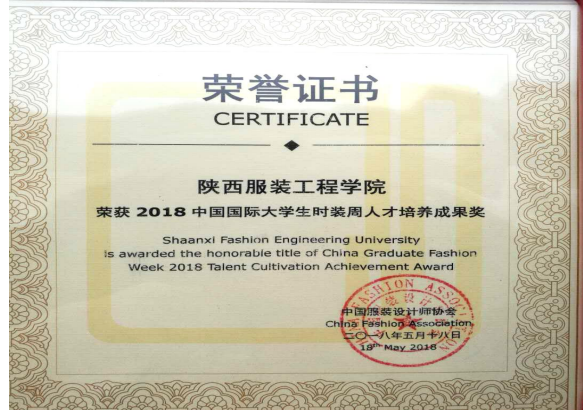 荣誉证书
CERTIFICATE
陕西服装工程学院
荣获 2018 中国国际大学生时装周人才培养成果奖
Shaanxi Fashion Engineering University
is awarded the honorable title of China Graduate Fashion
Week 2018 Talent Cultivation Achievement Award
中国服装设计师协会
China Fashion Association
二〇一八年五月十八日
18th May 2018